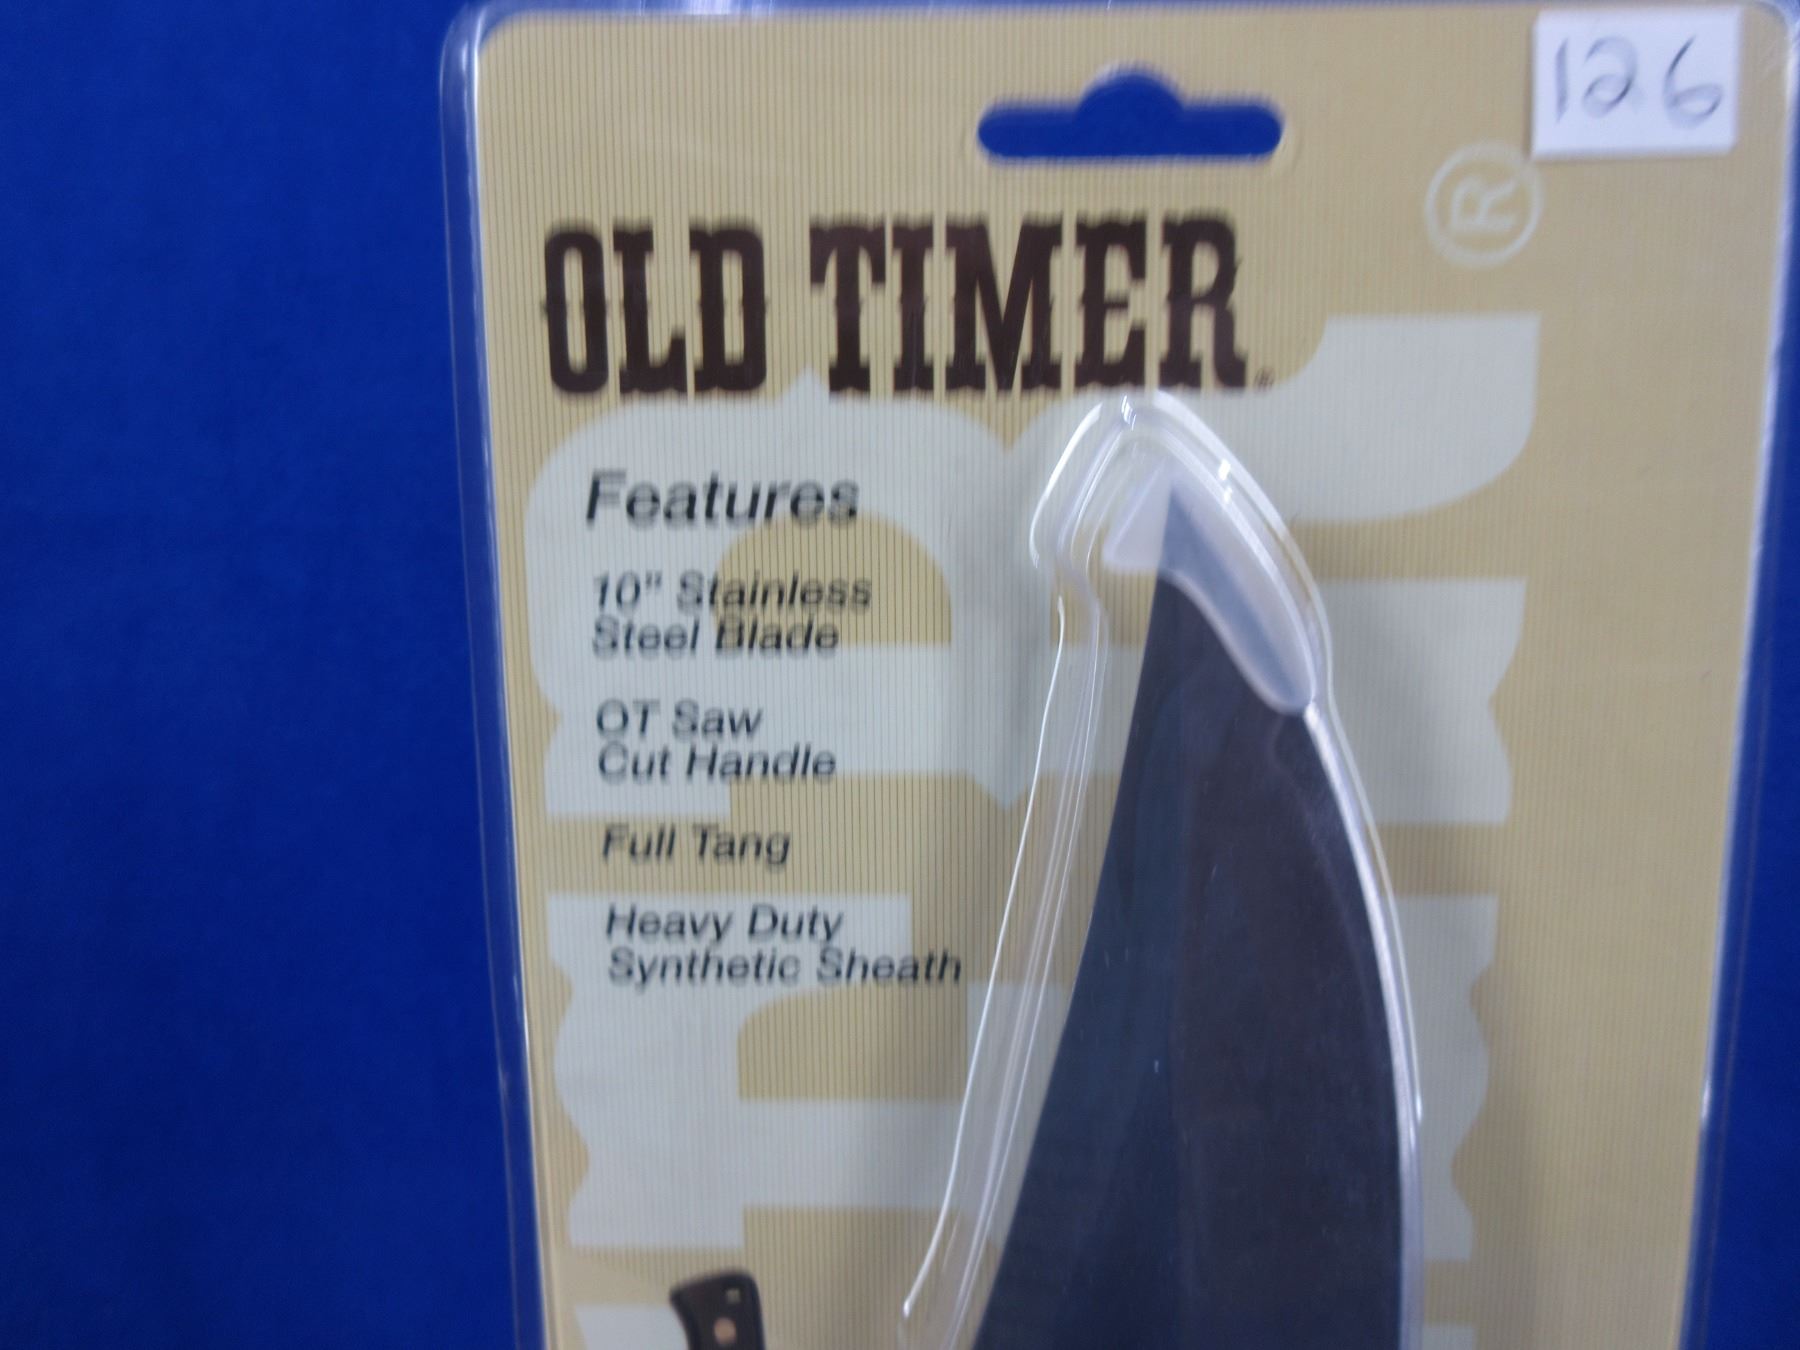 126
®
OLD TIMER®
Features
10" Stainless
Steel Blade
OT Saw
Cut Handle
Full Tang
Heavy Duty
Synthetic Sheath